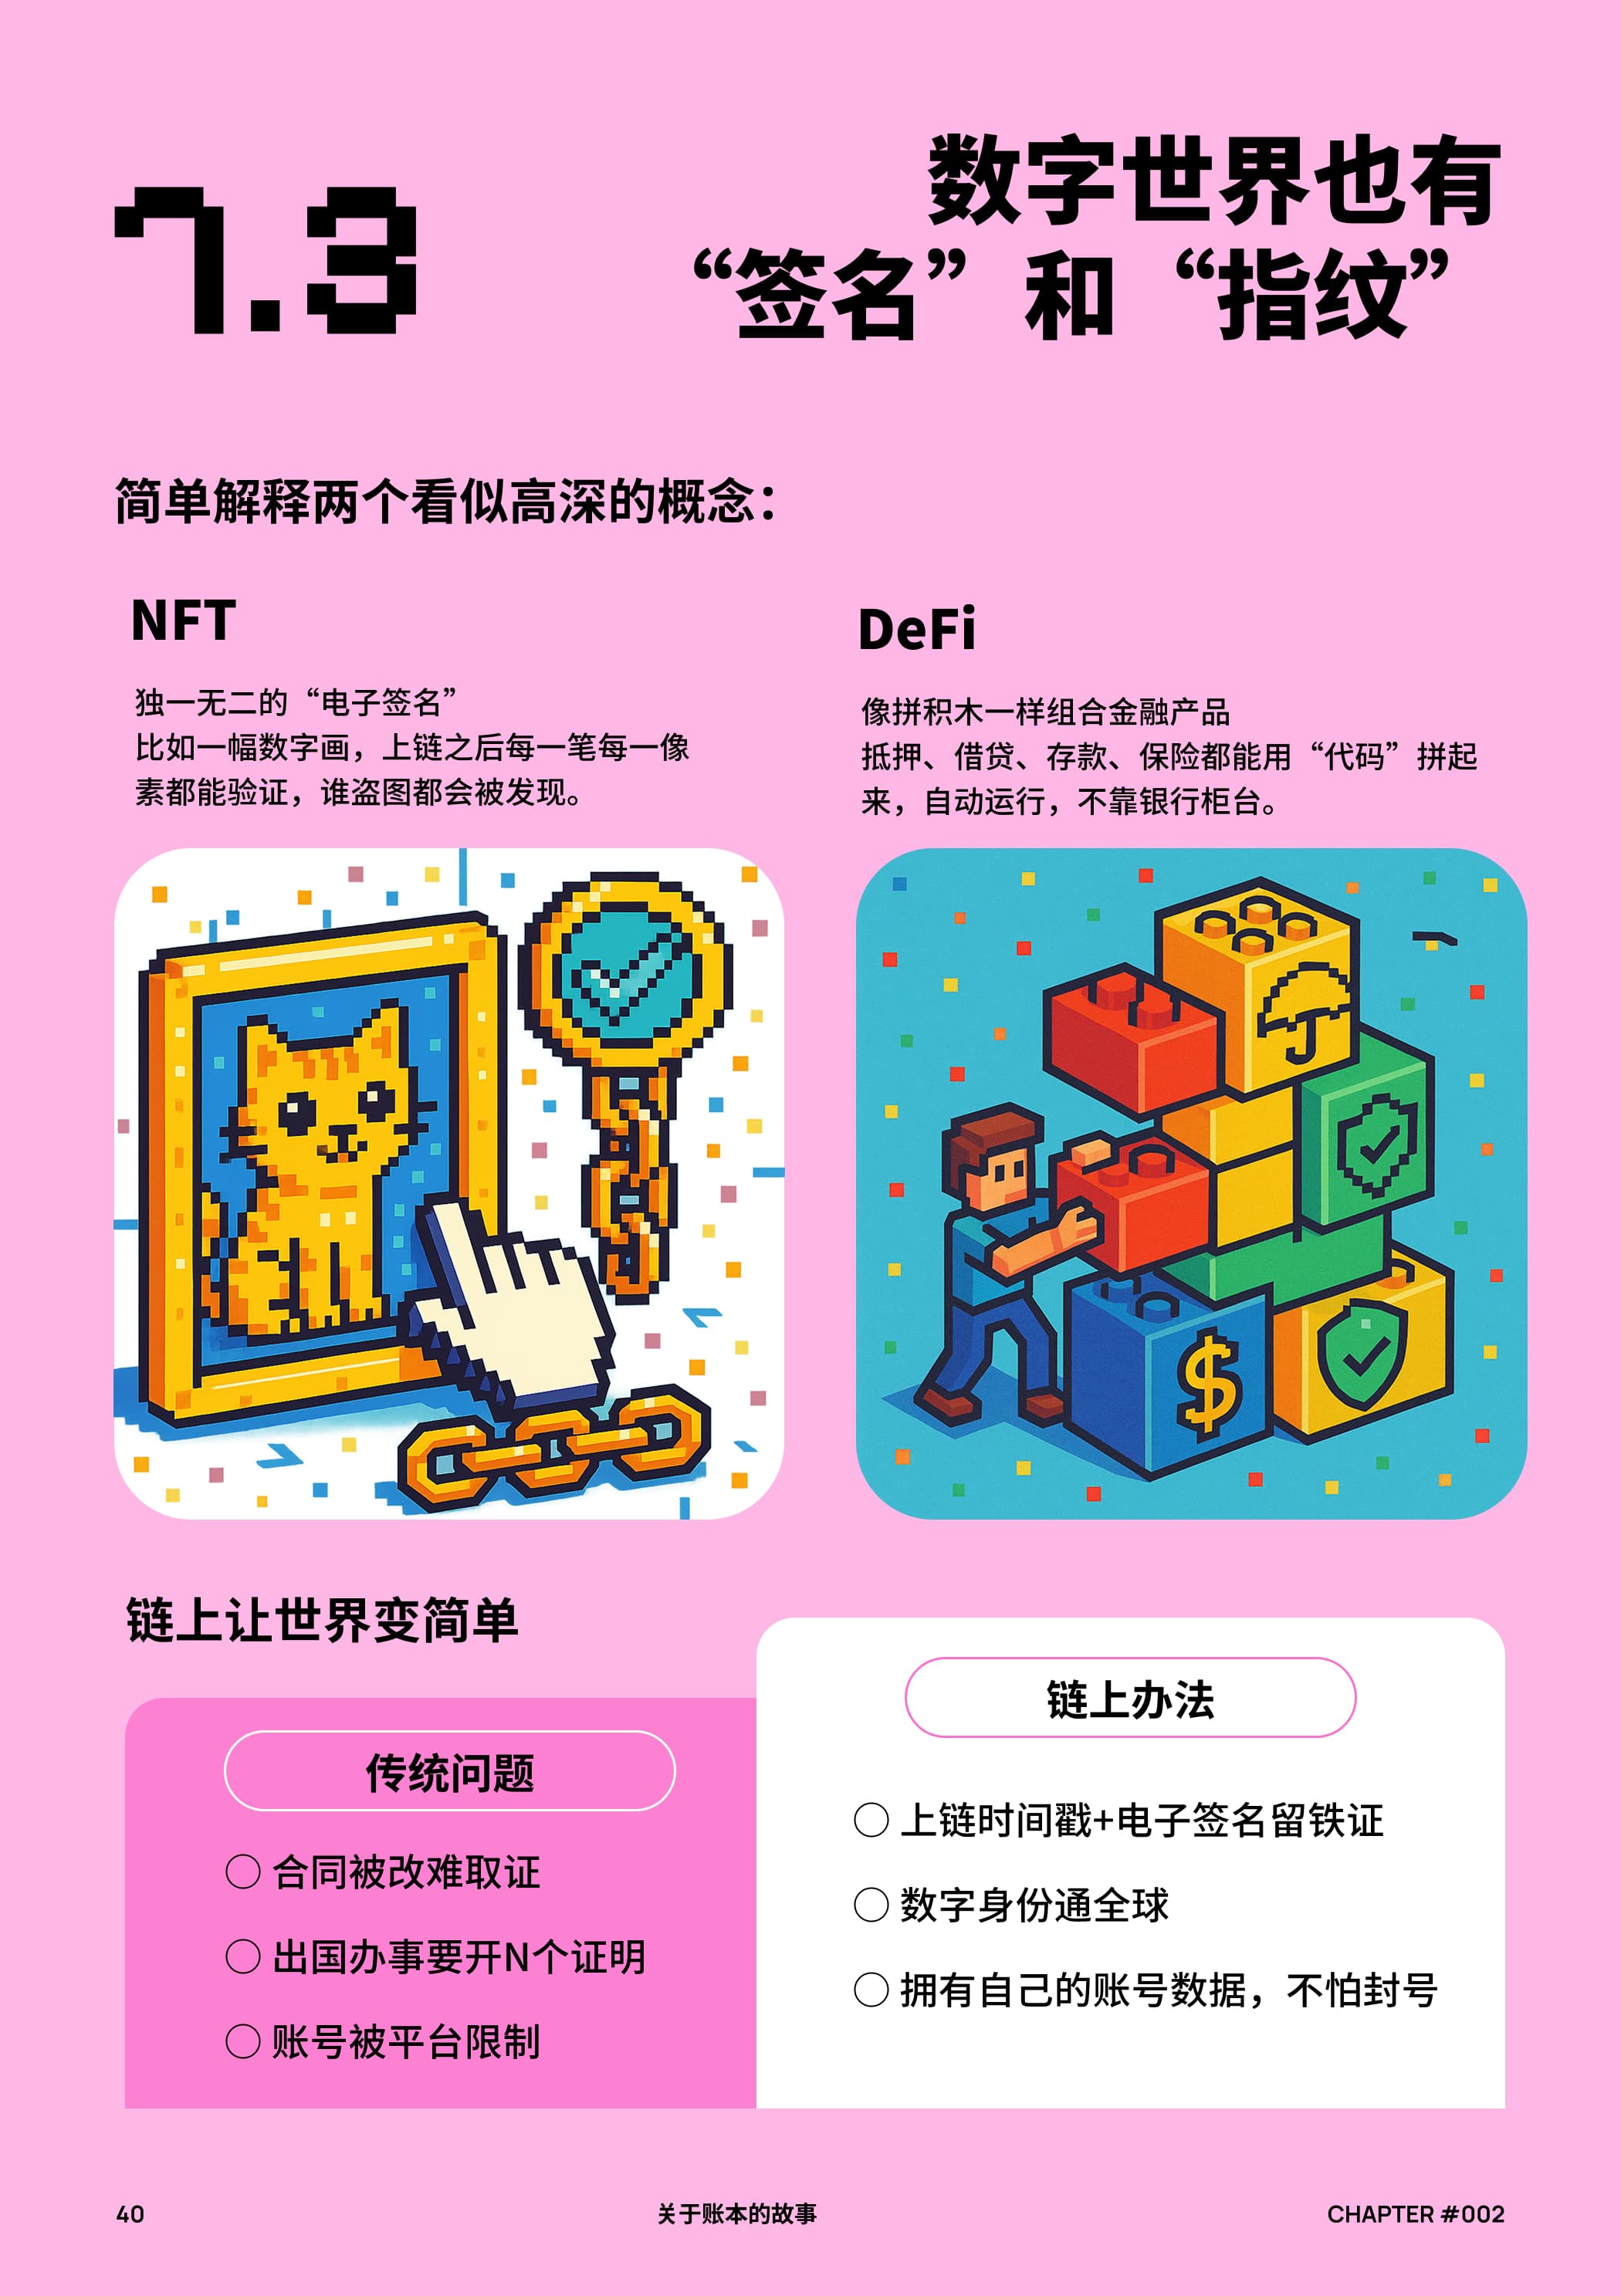 7.3
数字世界也有
“签名”和“指纹”
简单解释两个看似高深的概念：
NFT
独一无二的“电子签名”
比如一幅数字画，上链之后每一笔每一像
素都能验证，谁盗图都会被发现。
DeFi
像拼积木一样组合金融产品
抵押、借贷、存款、保险都能用“代码”拼起
来，自动运行，不靠银行柜台。
$
链上让世界变简单
传统问题
○ 合同被改难取证
○ 出国办事要开N个证明
○ 账号被平台限制
链上办法
○ 上链时间戳+电子签名留铁证
○ 数字身份通全球
○ 拥有自己的账号数据，不怕封号
40
关于账本的故事
CHAPTER #002